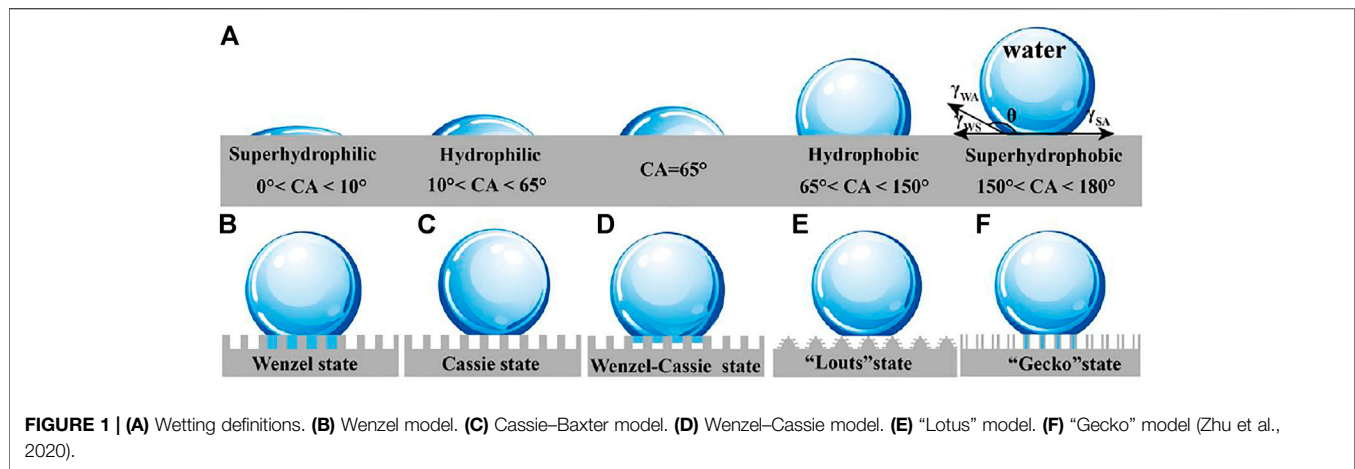 A
water
γWA
θ
γWS
γSA
Superhydrophilic
0°< CA < 10°
Hydrophilic
10°< CA < 65°
CA=65°
Hydrophobic
65°< CA < 150°
Superhydrophobic
150°< CA < 180°
B
C
D
E
F
Wenzel state
Cassie state
Wenzel-Cassie state
“Louts”state
“Gecko”state
FIGURE 1 | (A) Wetting definitions. (B) Wenzel model. (C) Cassie–Baxter model. (D) Wenzel–Cassie model. (E) “Lotus” model. (F) “Gecko” model (Zhu et al.,
2020).